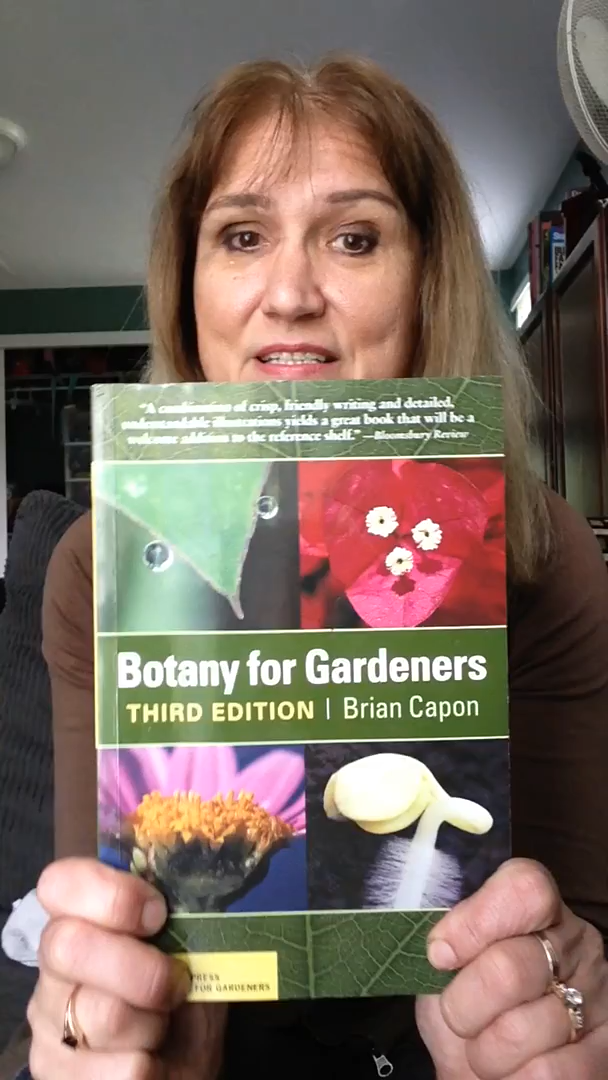 "A combination of crisp, friendly writing and detailed,
understandable illustrations yields a great book that will be a
welcome addition to the reference shelf." —Bloomsbury Review
Botany for Gardeners
THIRD EDITION | Brian Capon
PRESS
FOR GARDENERS